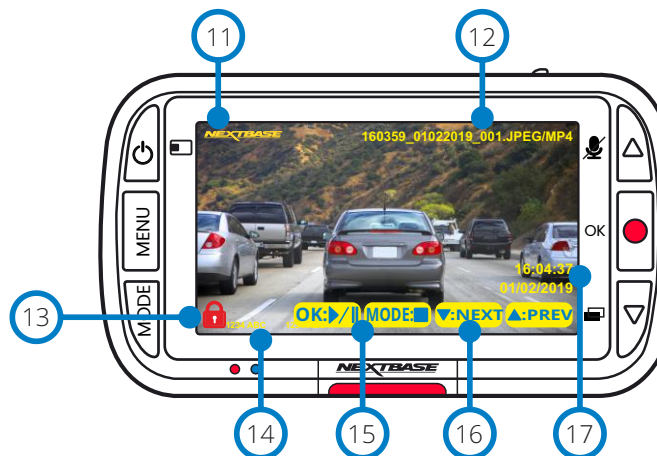 11
12
NEXTBASE
160359_01022019_001.JPEG/MP4
MENU
OK
16:04:37
01/02/2019
13
MODE
OK:▶/II
MODE:■
▼:NEXT
▲:PREV
NEXTBASE
14
15
16
17